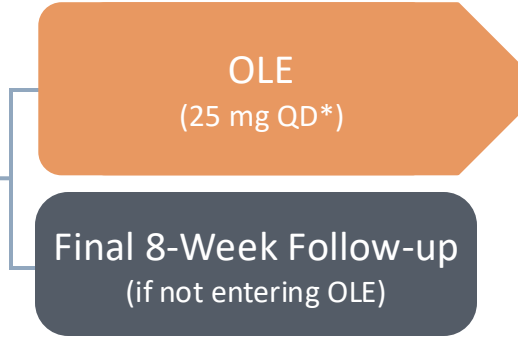 OLE
(25 mg QD*)
Final 8-Week Follow-up
(if not entering OLE)